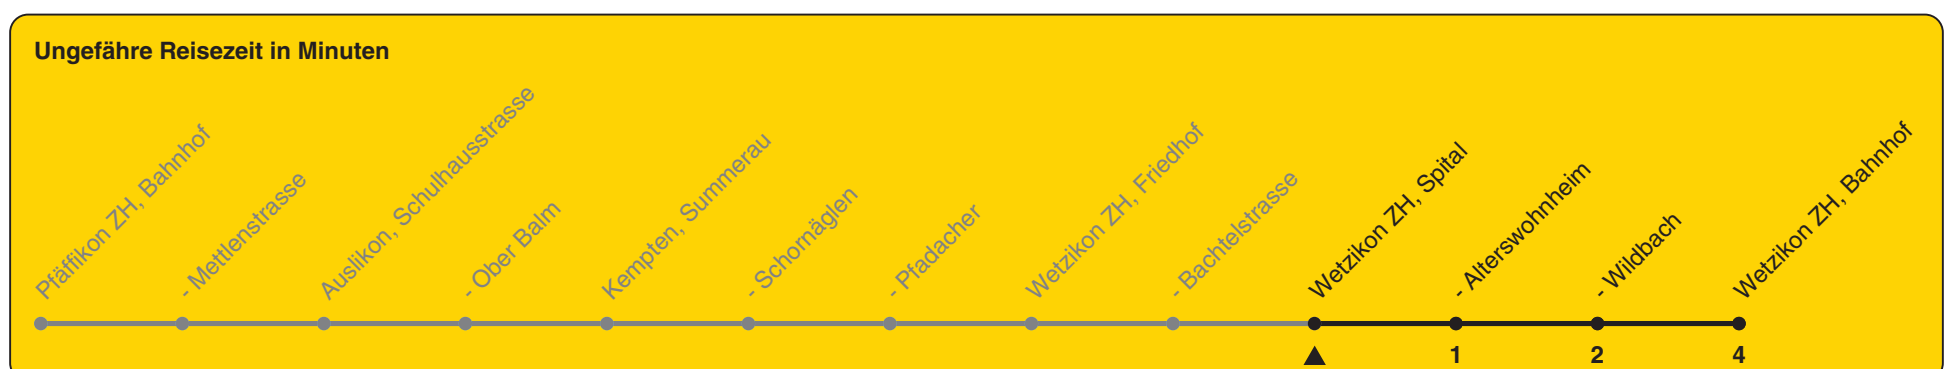 Ungefähre Reisezeit in Minuten
Pfäffikon ZH, Bahnhof
- Mettlenstrasse
Auslikon, Schulhausstrasse
- Ober Balm
Kempten, Summerau
- Schornäglen
- Pfadacher
Wetzikon ZH, Friedhof
- Bachtelstrasse
Wetzikon ZH, Spital
- Alterswohnheim
- Wildbach
Wetzikon ZH, Bahnhof
1 2 4